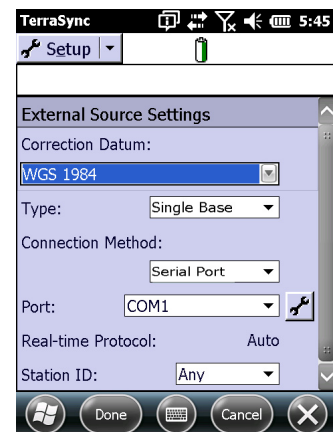 TerraSync 5:45
Setup
External Source Settings
Correction Datum:
WGS 1984
Type: Single Base
Connection Method:
Serial Port
Port: COM1
Real-time Protocol: Auto
Station ID: Any
Done Cancel